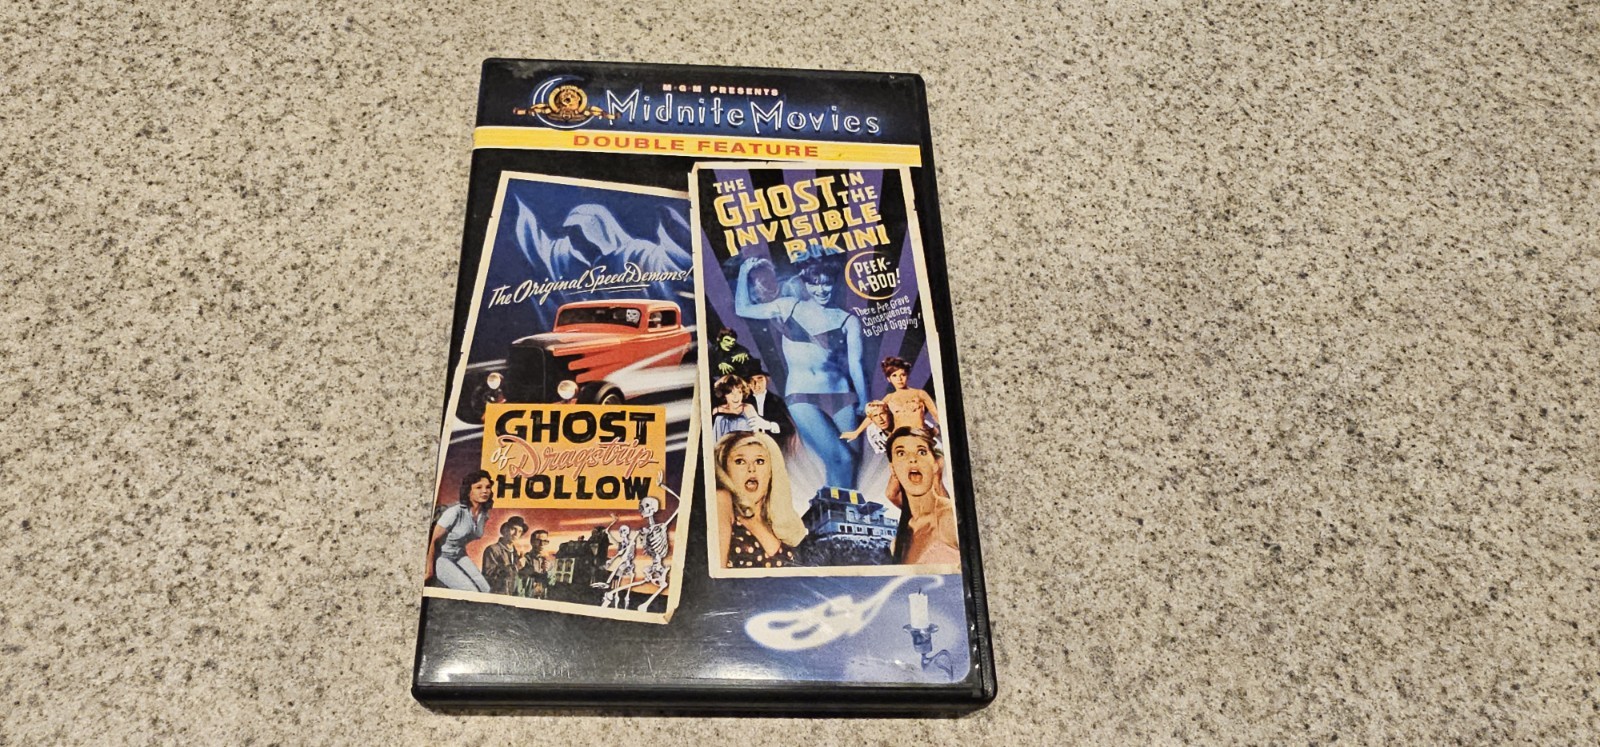 M·G·M PRESENTS
Midnite Movies
DOUBLE FEATURE
The Original Speed Demons!
GHOST
of Dragstrip
HOLLOW
THE GHOST IN
THE
INVISIBLE
BIKINI
PEEK-
A-BOO!
There Are Grave
Consequences
to Gold Digging!